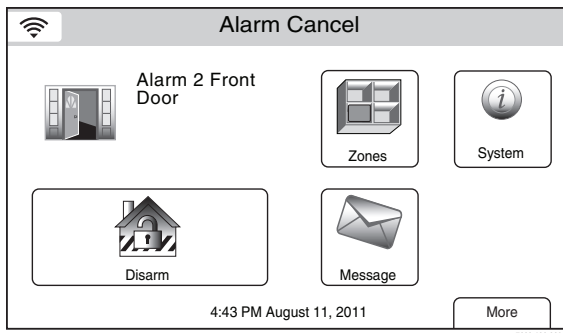 Alarm Cancel
Alarm 2 Front
Door
Zones
System
Disarm
Message
4:43 PM August 11, 2011
More